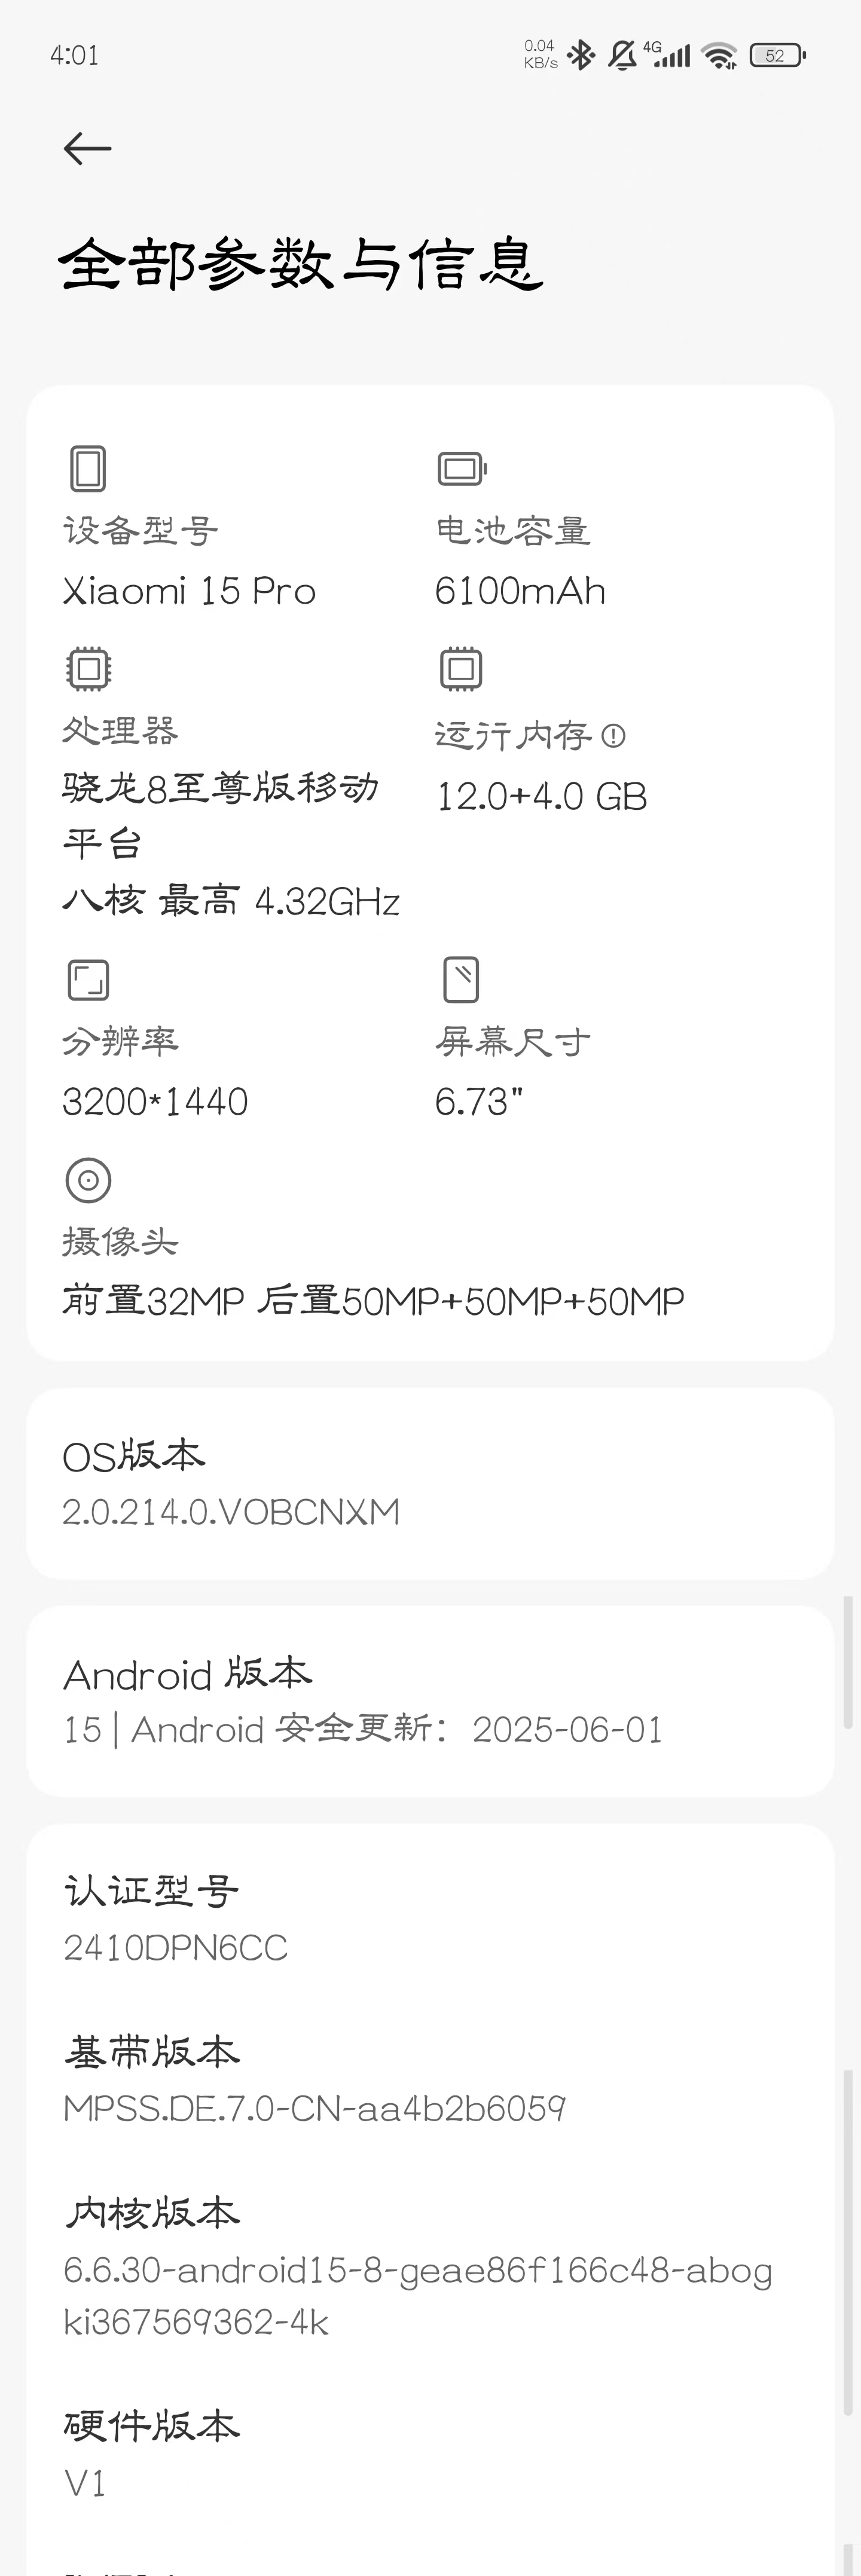 4:01
0.04
KB/s
4G
52
全部参数与信息
设备型号
Xiaomi 15 Pro
电池容量
6100mAh
处理器
骁龙8至尊版移动
平台
八核 最高 4.32GHz
运行内存
12.0+4.0 GB
分辨率
3200*1440
屏幕尺寸
6.73"
摄像头
前置32MP 后置50MP+50MP+50MP
OS版本
2.0.214.0.VOBCNXM
Android 版本
15 | Android 安全更新：2025-06-01
认证型号
2410DPN6CC
基带版本
MPSS.DE.7.0-CN-aa4b2b6059
内核版本
6.6.30-android15-8-geae86f166c48-abog
ki367569362-4k
硬件版本
V1